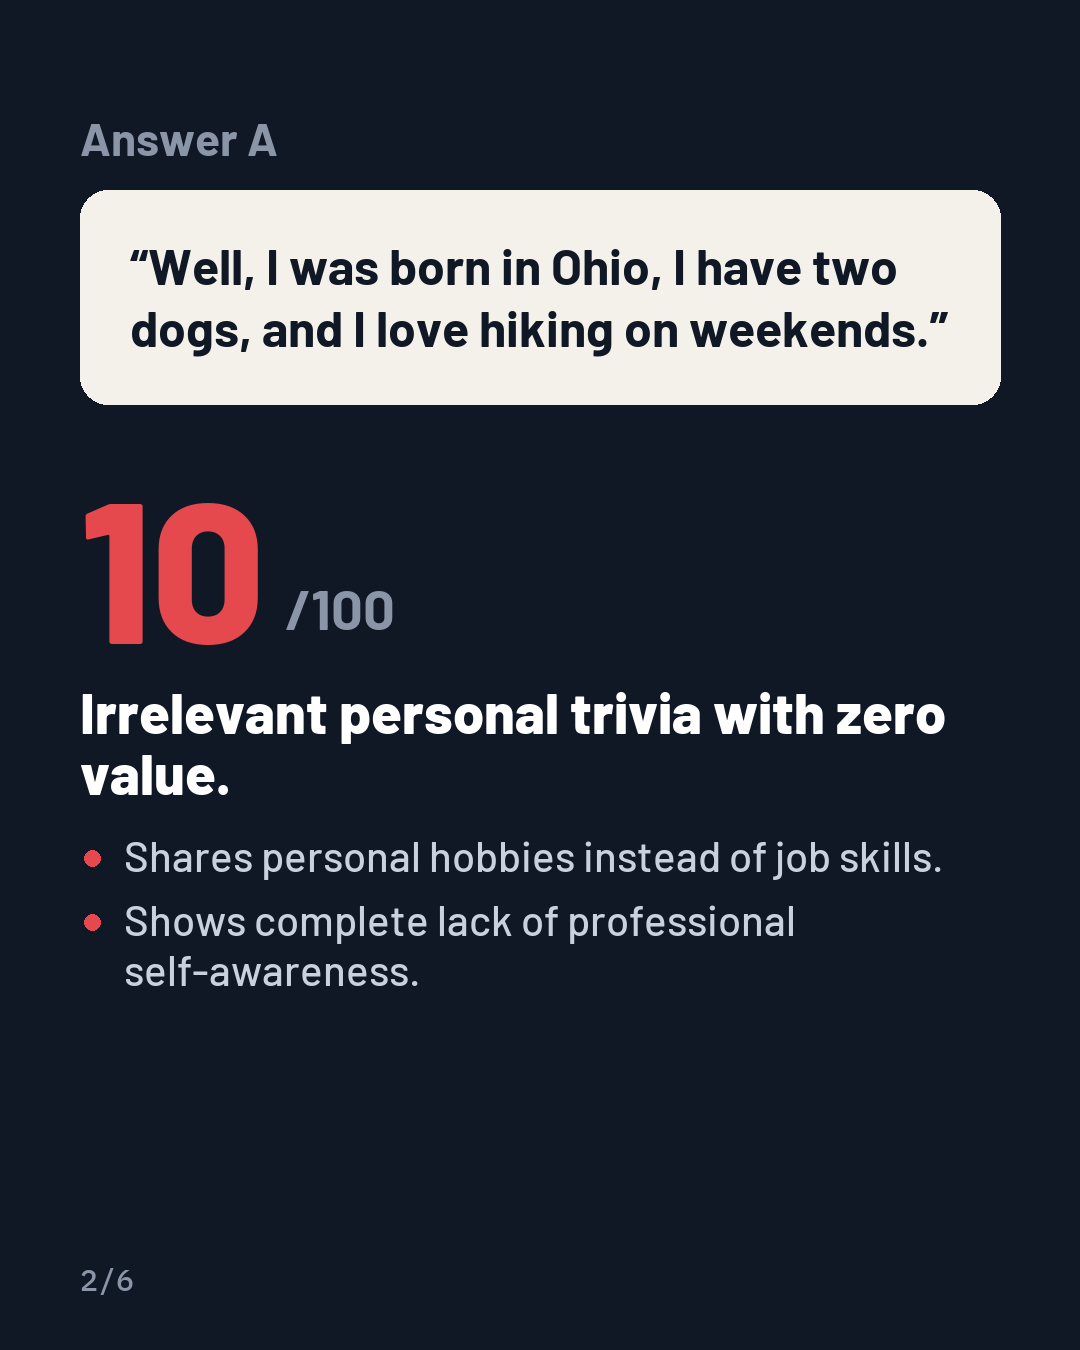 Answer A
“Well, I was born in Ohio, I have two
dogs, and I love hiking on weekends.”
10 /100
Irrelevant personal trivia with zero
value.
Shares personal hobbies instead of job skills.
Shows complete lack of professional
self-awareness.
2/6